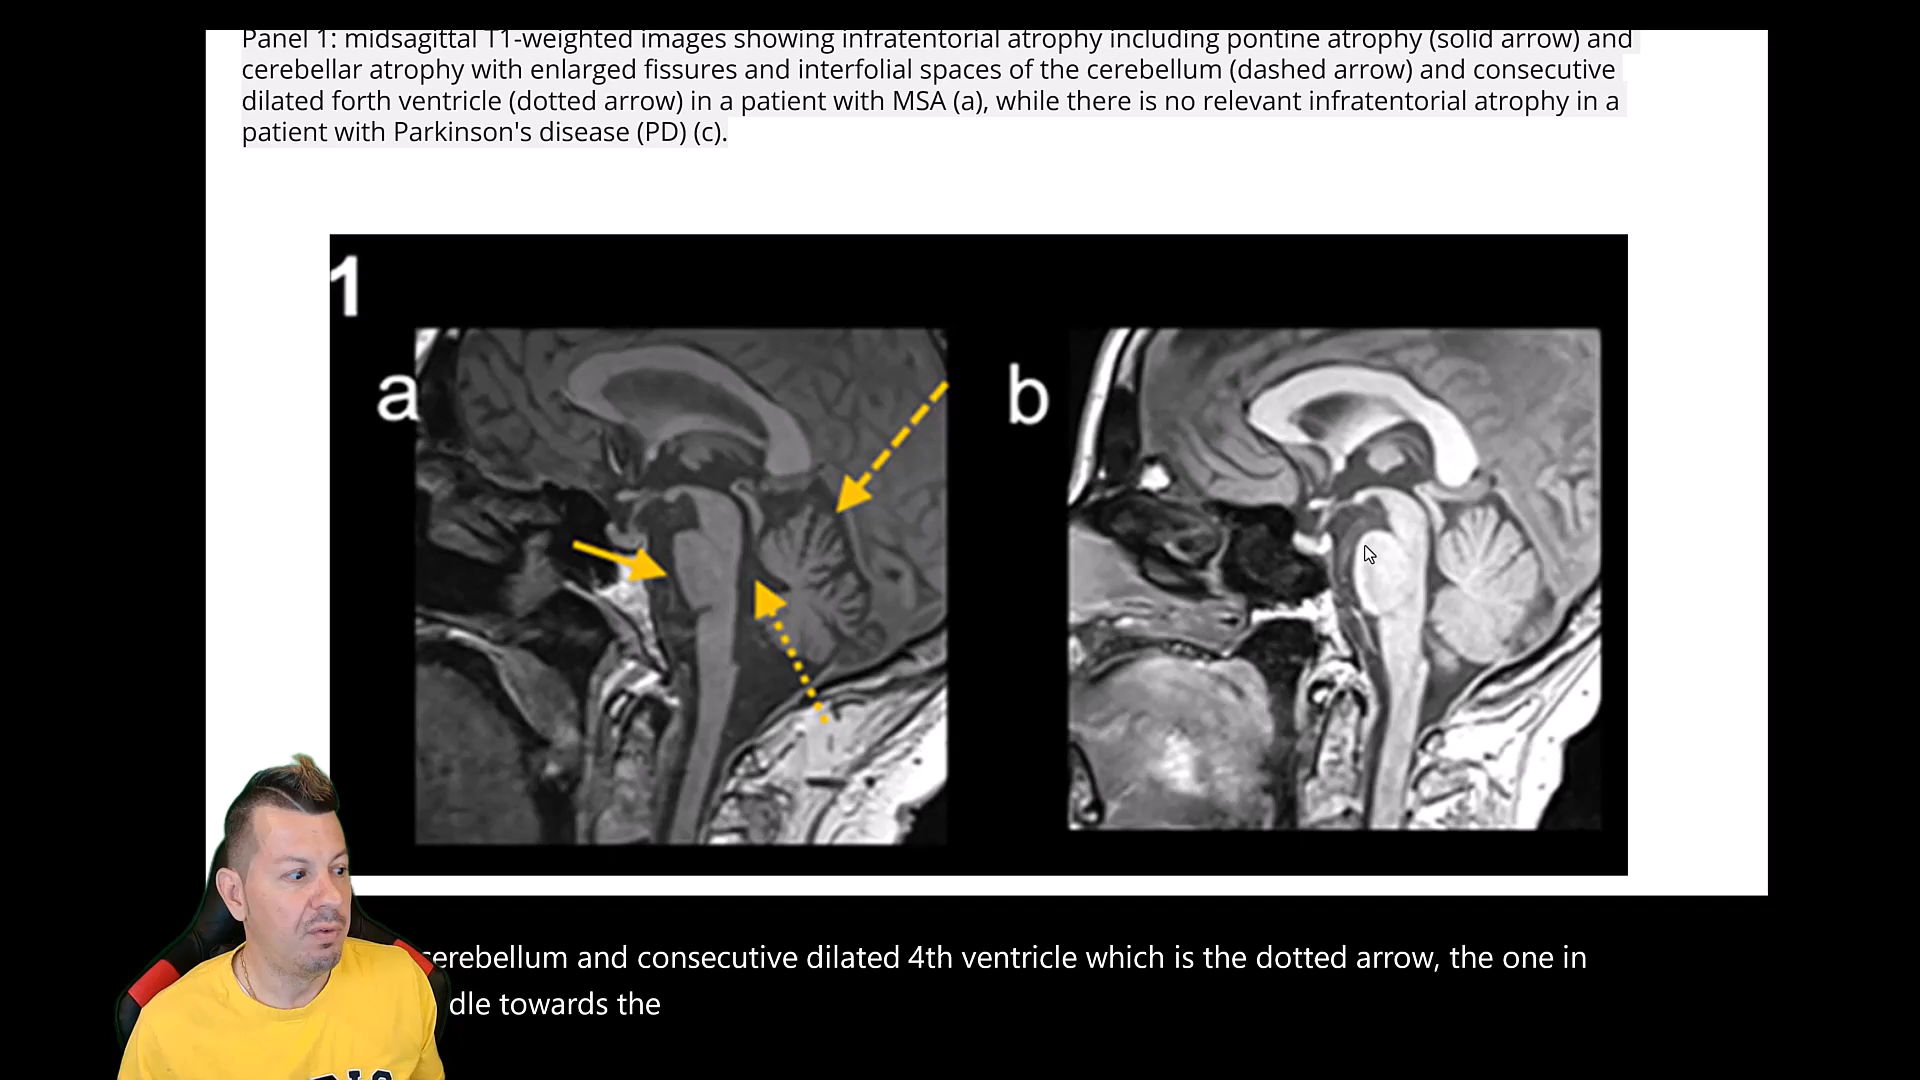 Panel 1: midsagittal T1-weighted images showing infratentorial atrophy including pontine atrophy (solid arrow) and
cerebellar atrophy with enlarged fissures and interfolial spaces of the cerebellum (dashed arrow) and consecutive
dilated forth ventricle (dotted arrow) in a patient with MSA (a), while there is no relevant infratentorial atrophy in a
patient with Parkinson's disease (PD) (c).
1
a
b
cerebellum and consecutive dilated 4th ventricle which is the dotted arrow, the one in
dle towards the